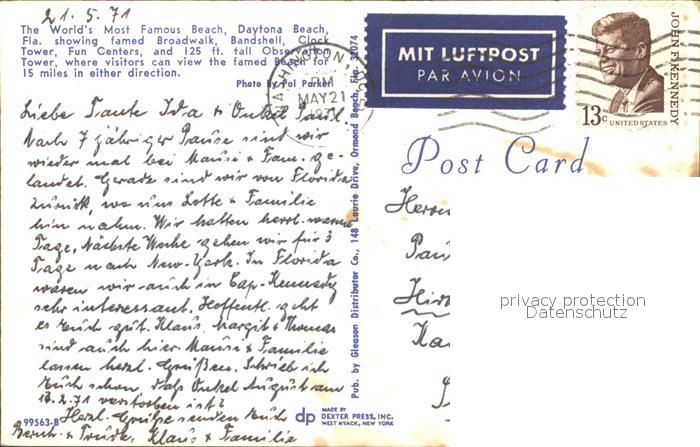 21.5.71
The World's Most Famous Beach, Daytona Beach,
Fla. showing famed Broadwalk, Bandshell, Clock
Tower, Fun Centers, and 125 ft. tall Observation
Tower, where visitors can view the famed Beach for
15 miles in either direction.
Photo by Pal Parker
Liebe Tante Ida & Onkel Paul.
Nach 7 jähriger Pause sind wir
wieder mal bei Mausi & Fam. ge-
landet. Gerade sind wir von Florida
zurück, wo uns Lotte & Familie
hin nahm. Wir hatten herrl. warme
Tage. Nächste Woche gehen wir für 3
Tage nach New-York. In Florida
waren wir auch in Cap-Kennedy
sehr interessant. Hoffentl. geht
es Euch gut. Klaus, Margit & Thomas
sind auch hier Mausi & Familie
lassen herzl. Grüßen. Schrieb ich
Euch schon, daß Onkel August am
13.2.71 verstorben ist?
Herzl. Grüße senden Euch
& Trude, Klaus & Familie
99563-B
Pub. by Gleason Distributor Co., 148 Laurie Drive, Ormond Beach, Fla. 32074
dp
MADE BY
DEXTER PRESS, INC.
WEST NYACK, NEW YORK
PM
MAY 21
MIT LUFTPOST
PAR AVION
JOHN F. KENNEDY
13c UNITED STATES
Post Card
Herrn
Pau
privacy protection
Datenschutz